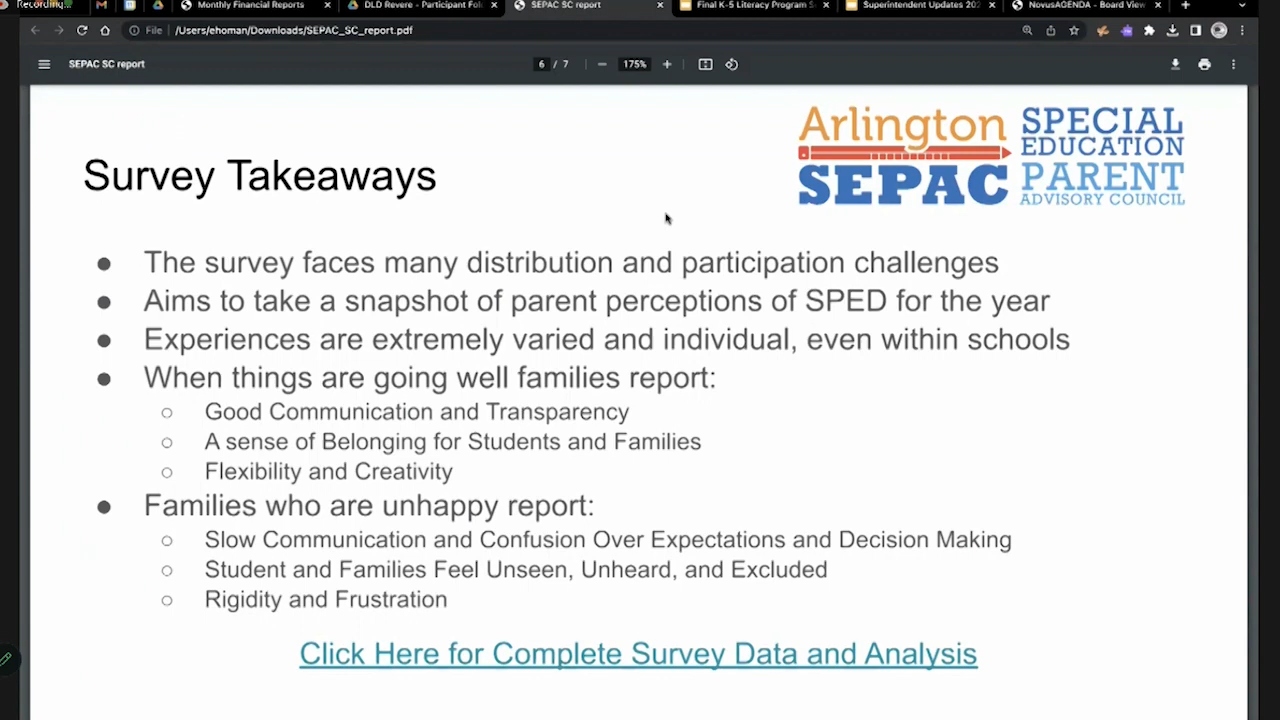 Recording...
Monthly Financial Reports
DLD Revere - Participant Fol
SEPAC SC report
Final K-5 Literacy Program S
Superintendent Updates 202
NovusAGENDA - Board View
File
/Users/ehoman/Downloads/SEPAC_SC_report.pdf
SEPAC SC report
6 / 7
175%
Arlington
SEPAC
SPECIAL
EDUCATION
PARENT
ADVISORY COUNCIL
Survey Takeaways
● The survey faces many distribution and participation challenges
● Aims to take a snapshot of parent perceptions of SPED for the year
● Experiences are extremely varied and individual, even within schools
● When things are going well families report:
○ Good Communication and Transparency
○ A sense of Belonging for Students and Families
○ Flexibility and Creativity
● Families who are unhappy report:
○ Slow Communication and Confusion Over Expectations and Decision Making
○ Student and Families Feel Unseen, Unheard, and Excluded
○ Rigidity and Frustration
Click Here for Complete Survey Data and Analysis